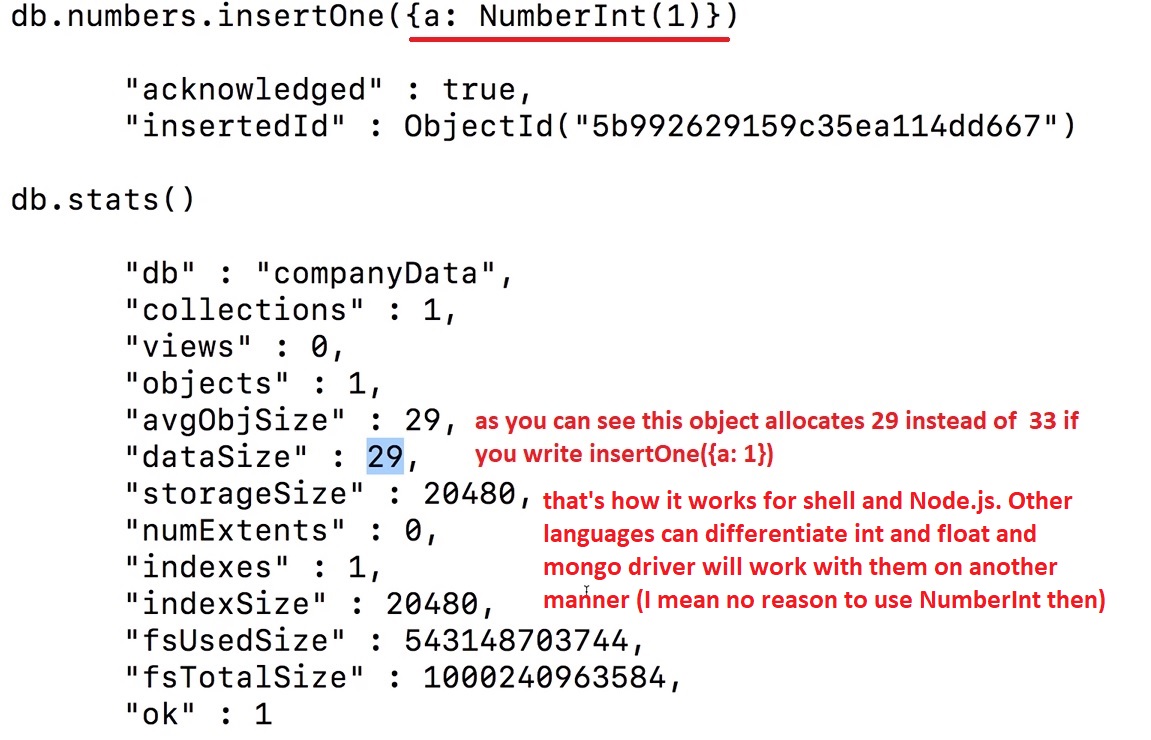 db.numbers.insertOne({a: NumberInt(1)})
"acknowledged" : true,
"insertedId" : ObjectId("5b992629159c35ea114dd667")
db.stats()
"db" : "companyData",
"collections" : 1,
"views" : 0,
"objects" : 1,
"avgObjSize" : 29, as you can see this object allocates 29 instead of 33 if
"dataSize" : 29, you write insertOne({a: 1})
"storageSize" : 20480, that's how it works for shell and Node.js. Other
"numExtents" : 0, languages can differentiate int and float and
"indexes" : 1, mongo driver will work with them on another
"indexSize" : 20480, manner (I mean no reason to use NumberInt then)
"fsUsedSize" : 543148703744,
"fsTotalSize" : 1000240963584,
"ok" : 1